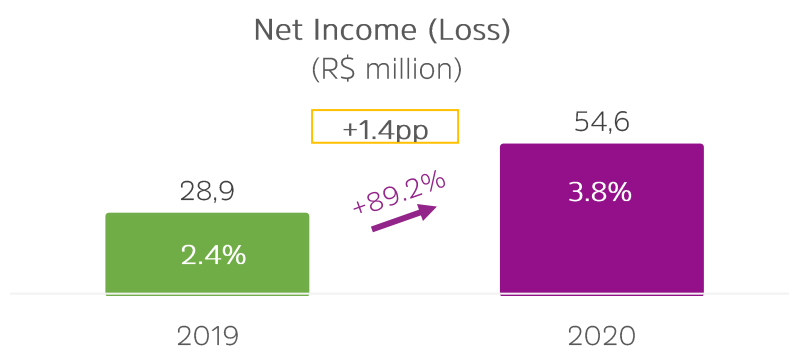 Net Income (Loss)
(R$ million)
+1.4pp
54,6
28,9
+89.2%
3.8%
2.4%
2019
2020